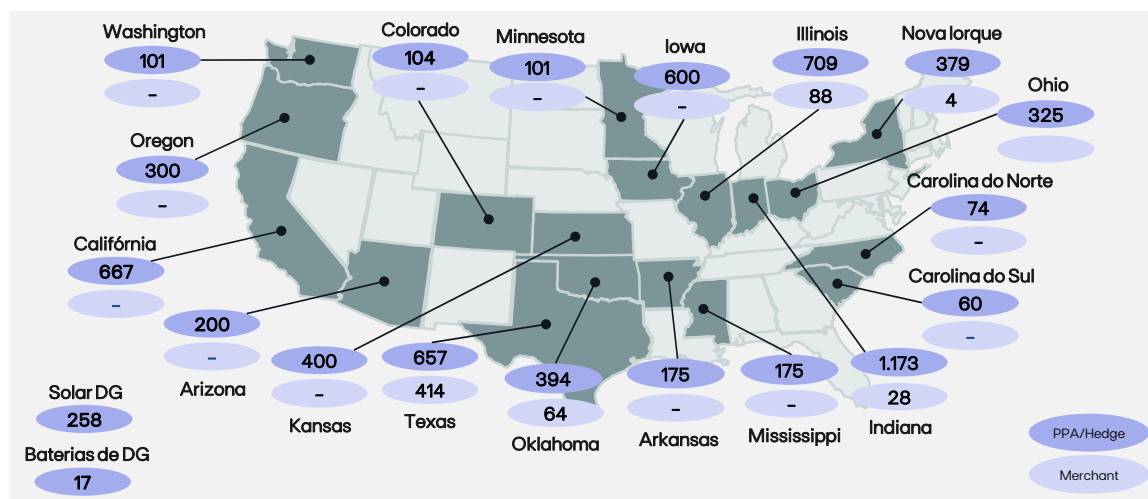 Washington
101
-
Colorado
104
-
Minnesota
101
-
Iowa
600
-
Illinois
709
88
Nova Iorque
379
4
Ohio
325
Oregon
300
-
Carolina do Norte
74
-
Califórnia
667
-
Carolina do Sul
60
-
200
-
Arizona
400
-
Kansas
657
414
Texas
394
64
Oklahoma
175
-
Arkansas
175
-
Mississippi
1.173
28
Indiana
Solar DG
258
Baterias de DG
17
PPA/Hedge
Merchant